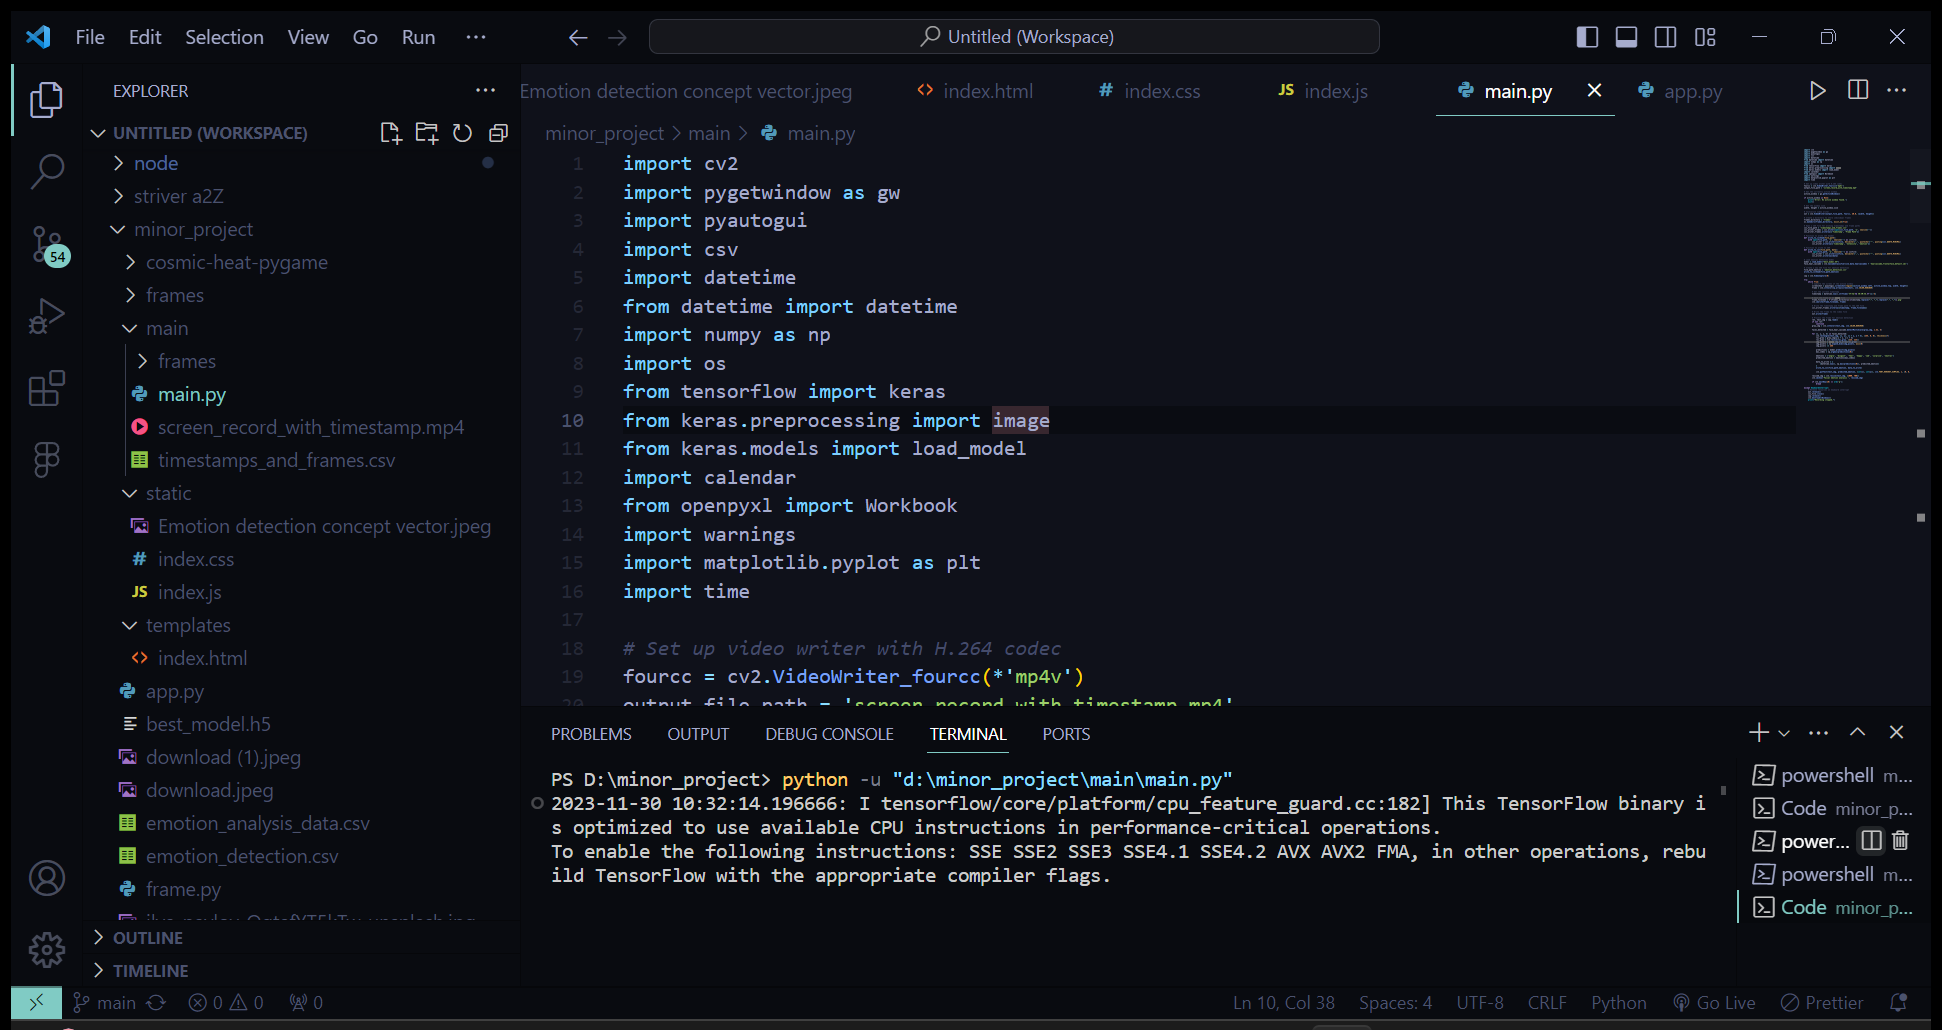 File Edit Selection View Go Run ···
Untitled (Workspace)
EXPLORER
UNTITLED (WORKSPACE)
node
striver a2Z
minor_project
cosmic-heat-pygame
frames
main
frames
main.py
screen_record_with_timestamp.mp4
timestamps_and_frames.csv
static
Emotion detection concept vector.jpeg
# index.css
JS index.js
templates
<> index.html
app.py
best_model.h5
download (1).jpeg
download.jpeg
emotion_analysis_data.csv
emotion_detection.csv
frame.py
OUTLINE
TIMELINE
54
Emotion detection concept vector.jpeg <> index.html # index.css JS index.js main.py app.py
minor_project > main > main.py
1 import cv2
2 import pygetwindow as gw
3 import pyautogui
4 import csv
5 import datetime
6 from datetime import datetime
7 import numpy as np
8 import os
9 from tensorflow import keras
10 from keras.preprocessing import image
11 from keras.models import load_model
12 import calendar
13 from openpyxl import Workbook
14 import warnings
15 import matplotlib.pyplot as plt
16 import time
17
18 # Set up video writer with H.264 codec
19 fourcc = cv2.VideoWriter_fourcc(*'mp4v')
20 output_file_path = 'screen_record_with_timestamp.mp4'
PROBLEMS OUTPUT DEBUG CONSOLE TERMINAL PORTS
PS D:\minor_project> python -u "d:\minor_project\main\main.py"
2023-11-30 10:32:14.196666: I tensorflow/core/platform/cpu_feature_guard.cc:182] This TensorFlow binary i
s optimized to use available CPU instructions in performance-critical operations.
To enable the following instructions: SSE SSE2 SSE3 SSE4.1 SSE4.2 AVX AVX2 FMA, in other operations, rebu
ild TensorFlow with the appropriate compiler flags.
powershell m...
Code minor_p...
power...
powershell m...
Code minor_p...
main 0 0 0
Ln 10, Col 38 Spaces: 4 UTF-8 CRLF Python Go Live Prettier